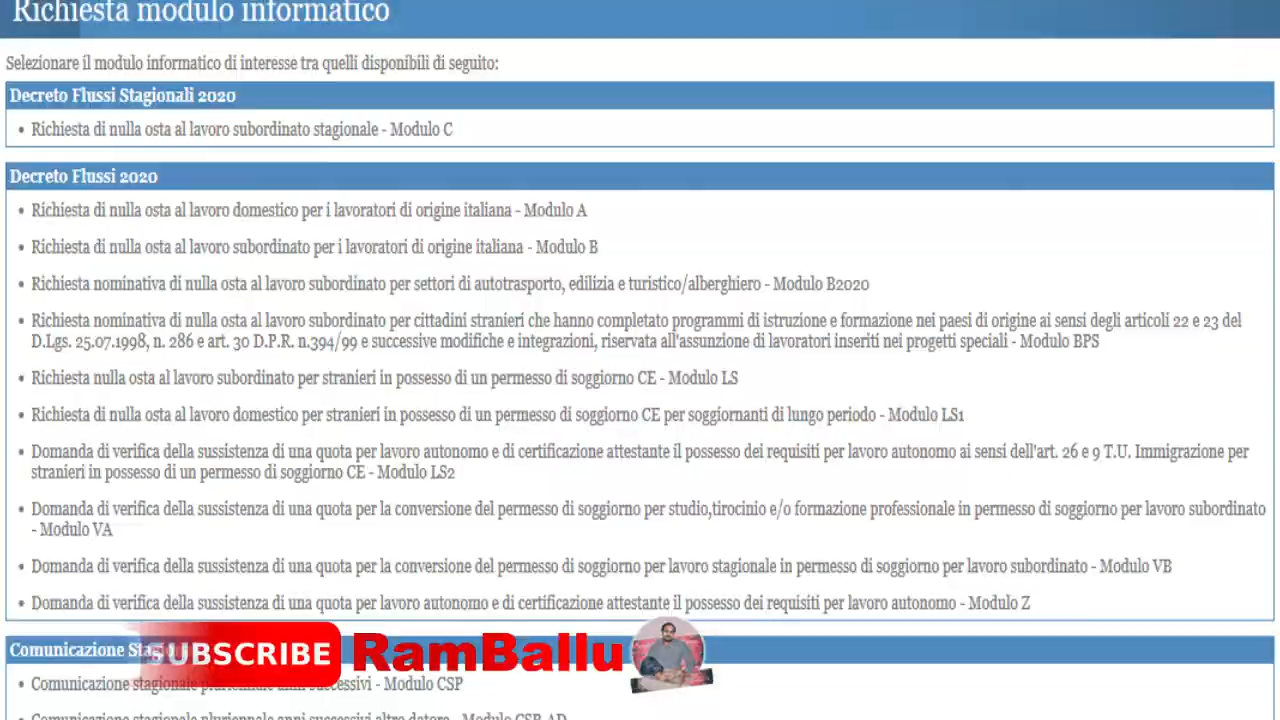 Richiesta modulo informatico
Selezionare il modulo informatico di interesse tra quelli disponibili di seguito:
Decreto Flussi Stagionali 2020
• Richiesta di nulla osta al lavoro subordinato stagionale - Modulo C
Decreto Flussi 2020
• Richiesta di nulla osta al lavoro domestico per i lavoratori di origine italiana - Modulo A
• Richiesta di nulla osta al lavoro subordinato per i lavoratori di origine italiana - Modulo B
• Richiesta nominativa di nulla osta al lavoro subordinato per settori di autotrasporto, edilizia e turistico/alberghiero - Modulo B2020
• Richiesta nominativa di nulla osta al lavoro subordinato per cittadini stranieri che hanno completato programmi di istruzione e formazione nei paesi di origine ai sensi degli articoli 22 e 23 del
D.Lgs. 25.07.1998, n. 286 e art. 30 D.P.R. n.394/99 e successive modifiche e integrazioni, riservata all'assunzione di lavoratori inseriti nei progetti speciali - Modulo BPS
• Richiesta nulla osta al lavoro subordinato per stranieri in possesso di un permesso di soggiorno CE - Modulo LS
• Richiesta di nulla osta al lavoro domestico per stranieri in possesso di un permesso di soggiorno CE per soggiornanti di lungo periodo - Modulo LS1
• Domanda di verifica della sussistenza di una quota per lavoro autonomo e di certificazione attestante il possesso dei requisiti per lavoro autonomo ai sensi dell'art. 26 e 9 T.U. Immigrazione per
stranieri in possesso di un permesso di soggiorno CE - Modulo LS2
• Domanda di verifica della sussistenza di una quota per la conversione del permesso di soggiorno per studio,tirocinio e/o formazione professionale in permesso di soggiorno per lavoro subordinato
- Modulo VA
• Domanda di verifica della sussistenza di una quota per la conversione del permesso di soggiorno per lavoro stagionale in permesso di soggiorno per lavoro subordinato - Modulo VB
• Domanda di verifica della sussistenza di una quota per lavoro autonomo e di certificazione attestante il possesso dei requisiti per lavoro autonomo - Modulo Z
Comunicazione
SUBSCRIBE RamBallu
• Comunicazione stagionale pluriennale anni successivi - Modulo CSP
• Comunicazione stagionale pluriennale anni successivi altro datore - Modulo CSP-AD